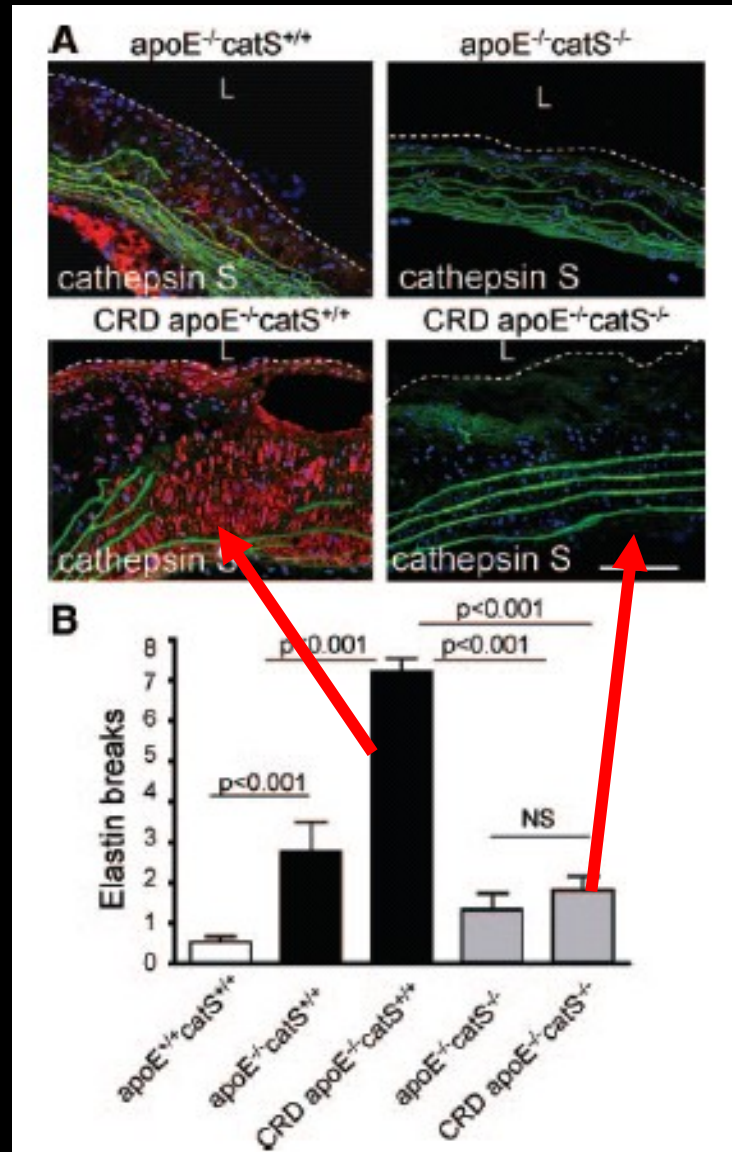 A
apoE-/-catS+/+ apoE-/-catS-/-
L L
cathepsin S cathepsin S
CRD apoE-/-catS+/+ CRD apoE-/-catS-/-
L L
cathepsin S cathepsin S
B
p<0.001
p<0.001 p<0.001
p<0.001
NS
Elastin breaks
8
7
6
5
4
3
2
1
0
apoE+/+catS+/+
apoE-/-catS+/+
CRD apoE-/-catS+/+
apoE-/-catS-/-
CRD apoE-/-catS-/-